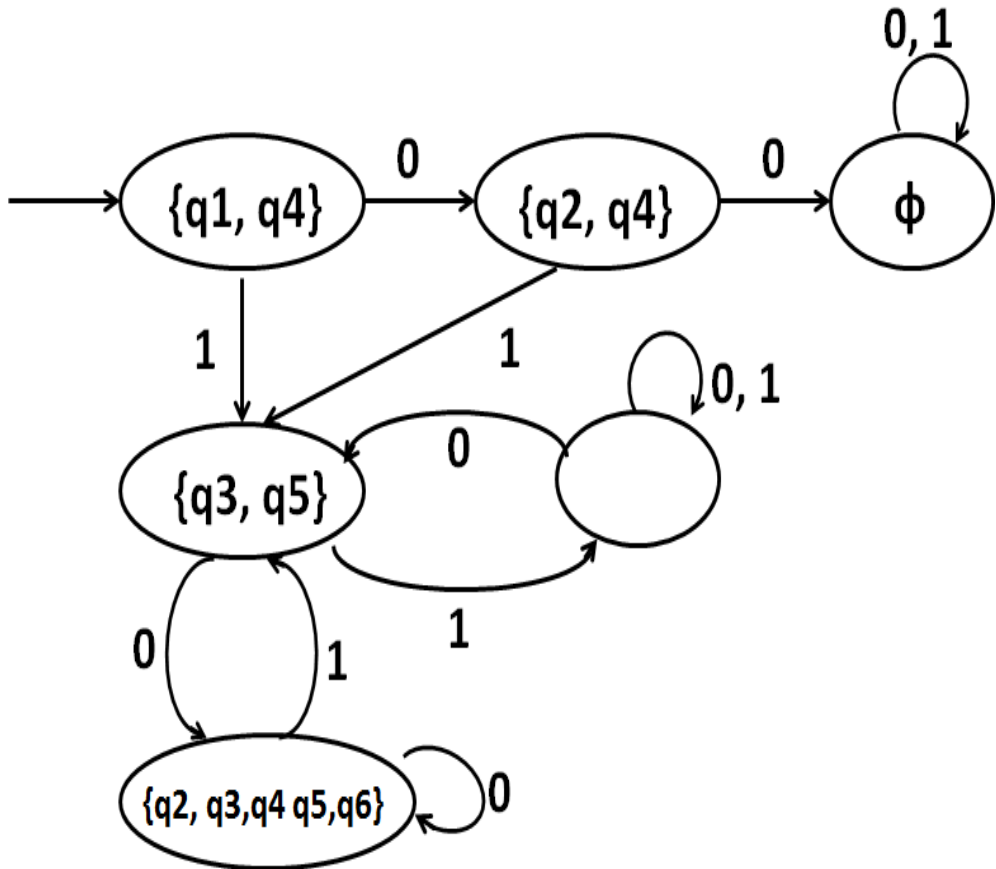 0, 1
0
0
{q1, q4}
{q2, q4}
ϕ
1
1
0, 1
0
{q3, q5}
1
0
1
{q2, q3,q4 q5,q6}
0